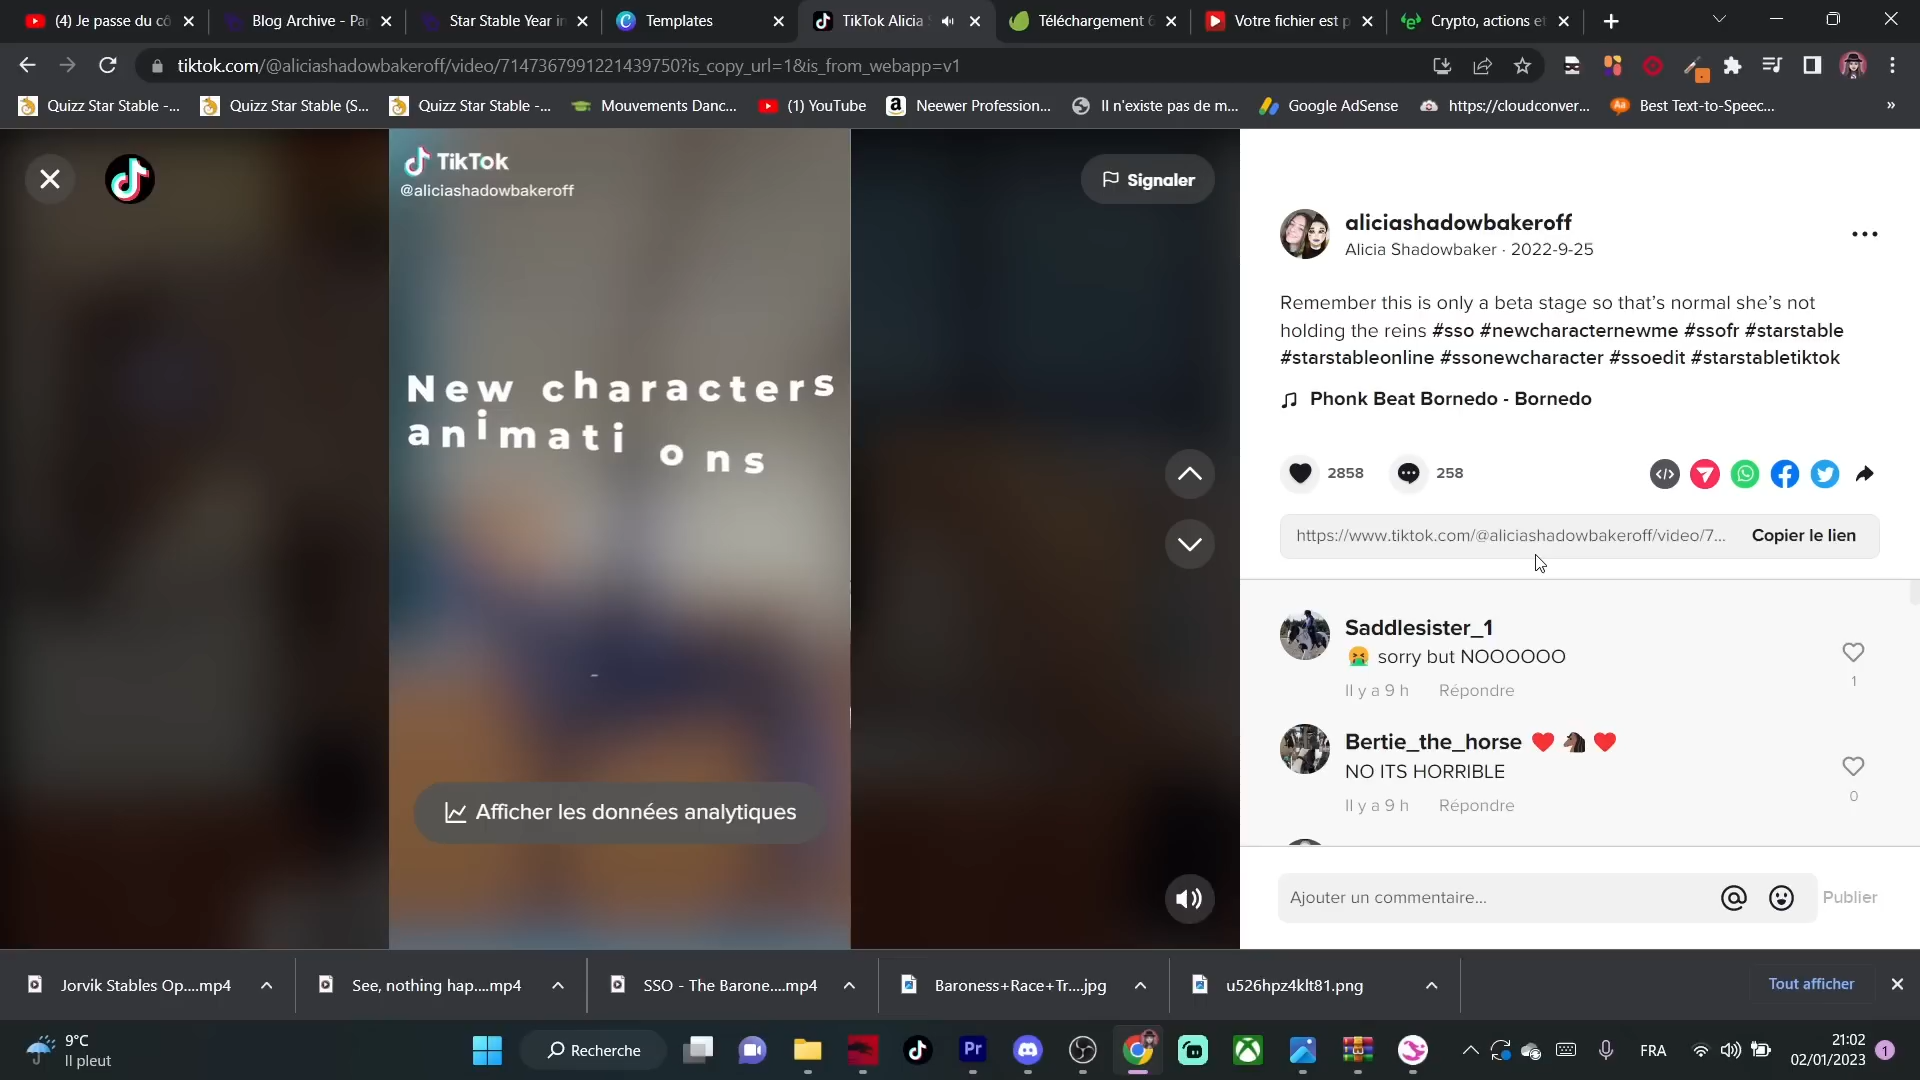 (4) Je passe du cô
Blog Archive - Pa
Star Stable Year in
Templates
TikTok Alicia S
Téléchargement 6
Votre fichier est p
Crypto, actions et
tiktok.com/@aliciashadowbakeroff/video/7147367991221439750?is_copy_url=1&is_from_webapp=v1
Quizz Star Stable -...
Quizz Star Stable (S...
Quizz Star Stable -...
Mouvements Danc...
(1) YouTube
Neewer Profession...
Il n'existe pas de m...
Google AdSense
https://cloudconver...
Best Text-to-Speec...
»
TikTok
@aliciashadowbakeroff
Signaler
New characters
animations
Afficher les données analytiques
aliciashadowbakeroff
Alicia Shadowbaker · 2022-9-25
Remember this is only a beta stage so that's normal she's not
holding the reins #sso #newcharacternewme #ssofr #starstable
#starstableonline #ssonewcharacter #ssoedit #starstabletiktok
Phonk Beat Bornedo - Bornedo
2858
258
https://www.tiktok.com/@aliciashadowbakeroff/video/7...
Copier le lien
Saddlesister_1
🤮 sorry but NOOOOOO
Il y a 9 h Répondre
1
Bertie_the_horse ♥️ 🐴 ♥️
NO ITS HORRIBLE
Il y a 9 h Répondre
0
Ajouter un commentaire...
Publier
Jorvik Stables Op....mp4
See, nothing hap....mp4
SSO - The Barone....mp4
Baroness+Race+Tr....jpg
u526hpz4klt81.png
Tout afficher
9°C
Il pleut
Recherche
Pr
FRA
21:02
02/01/2023
1